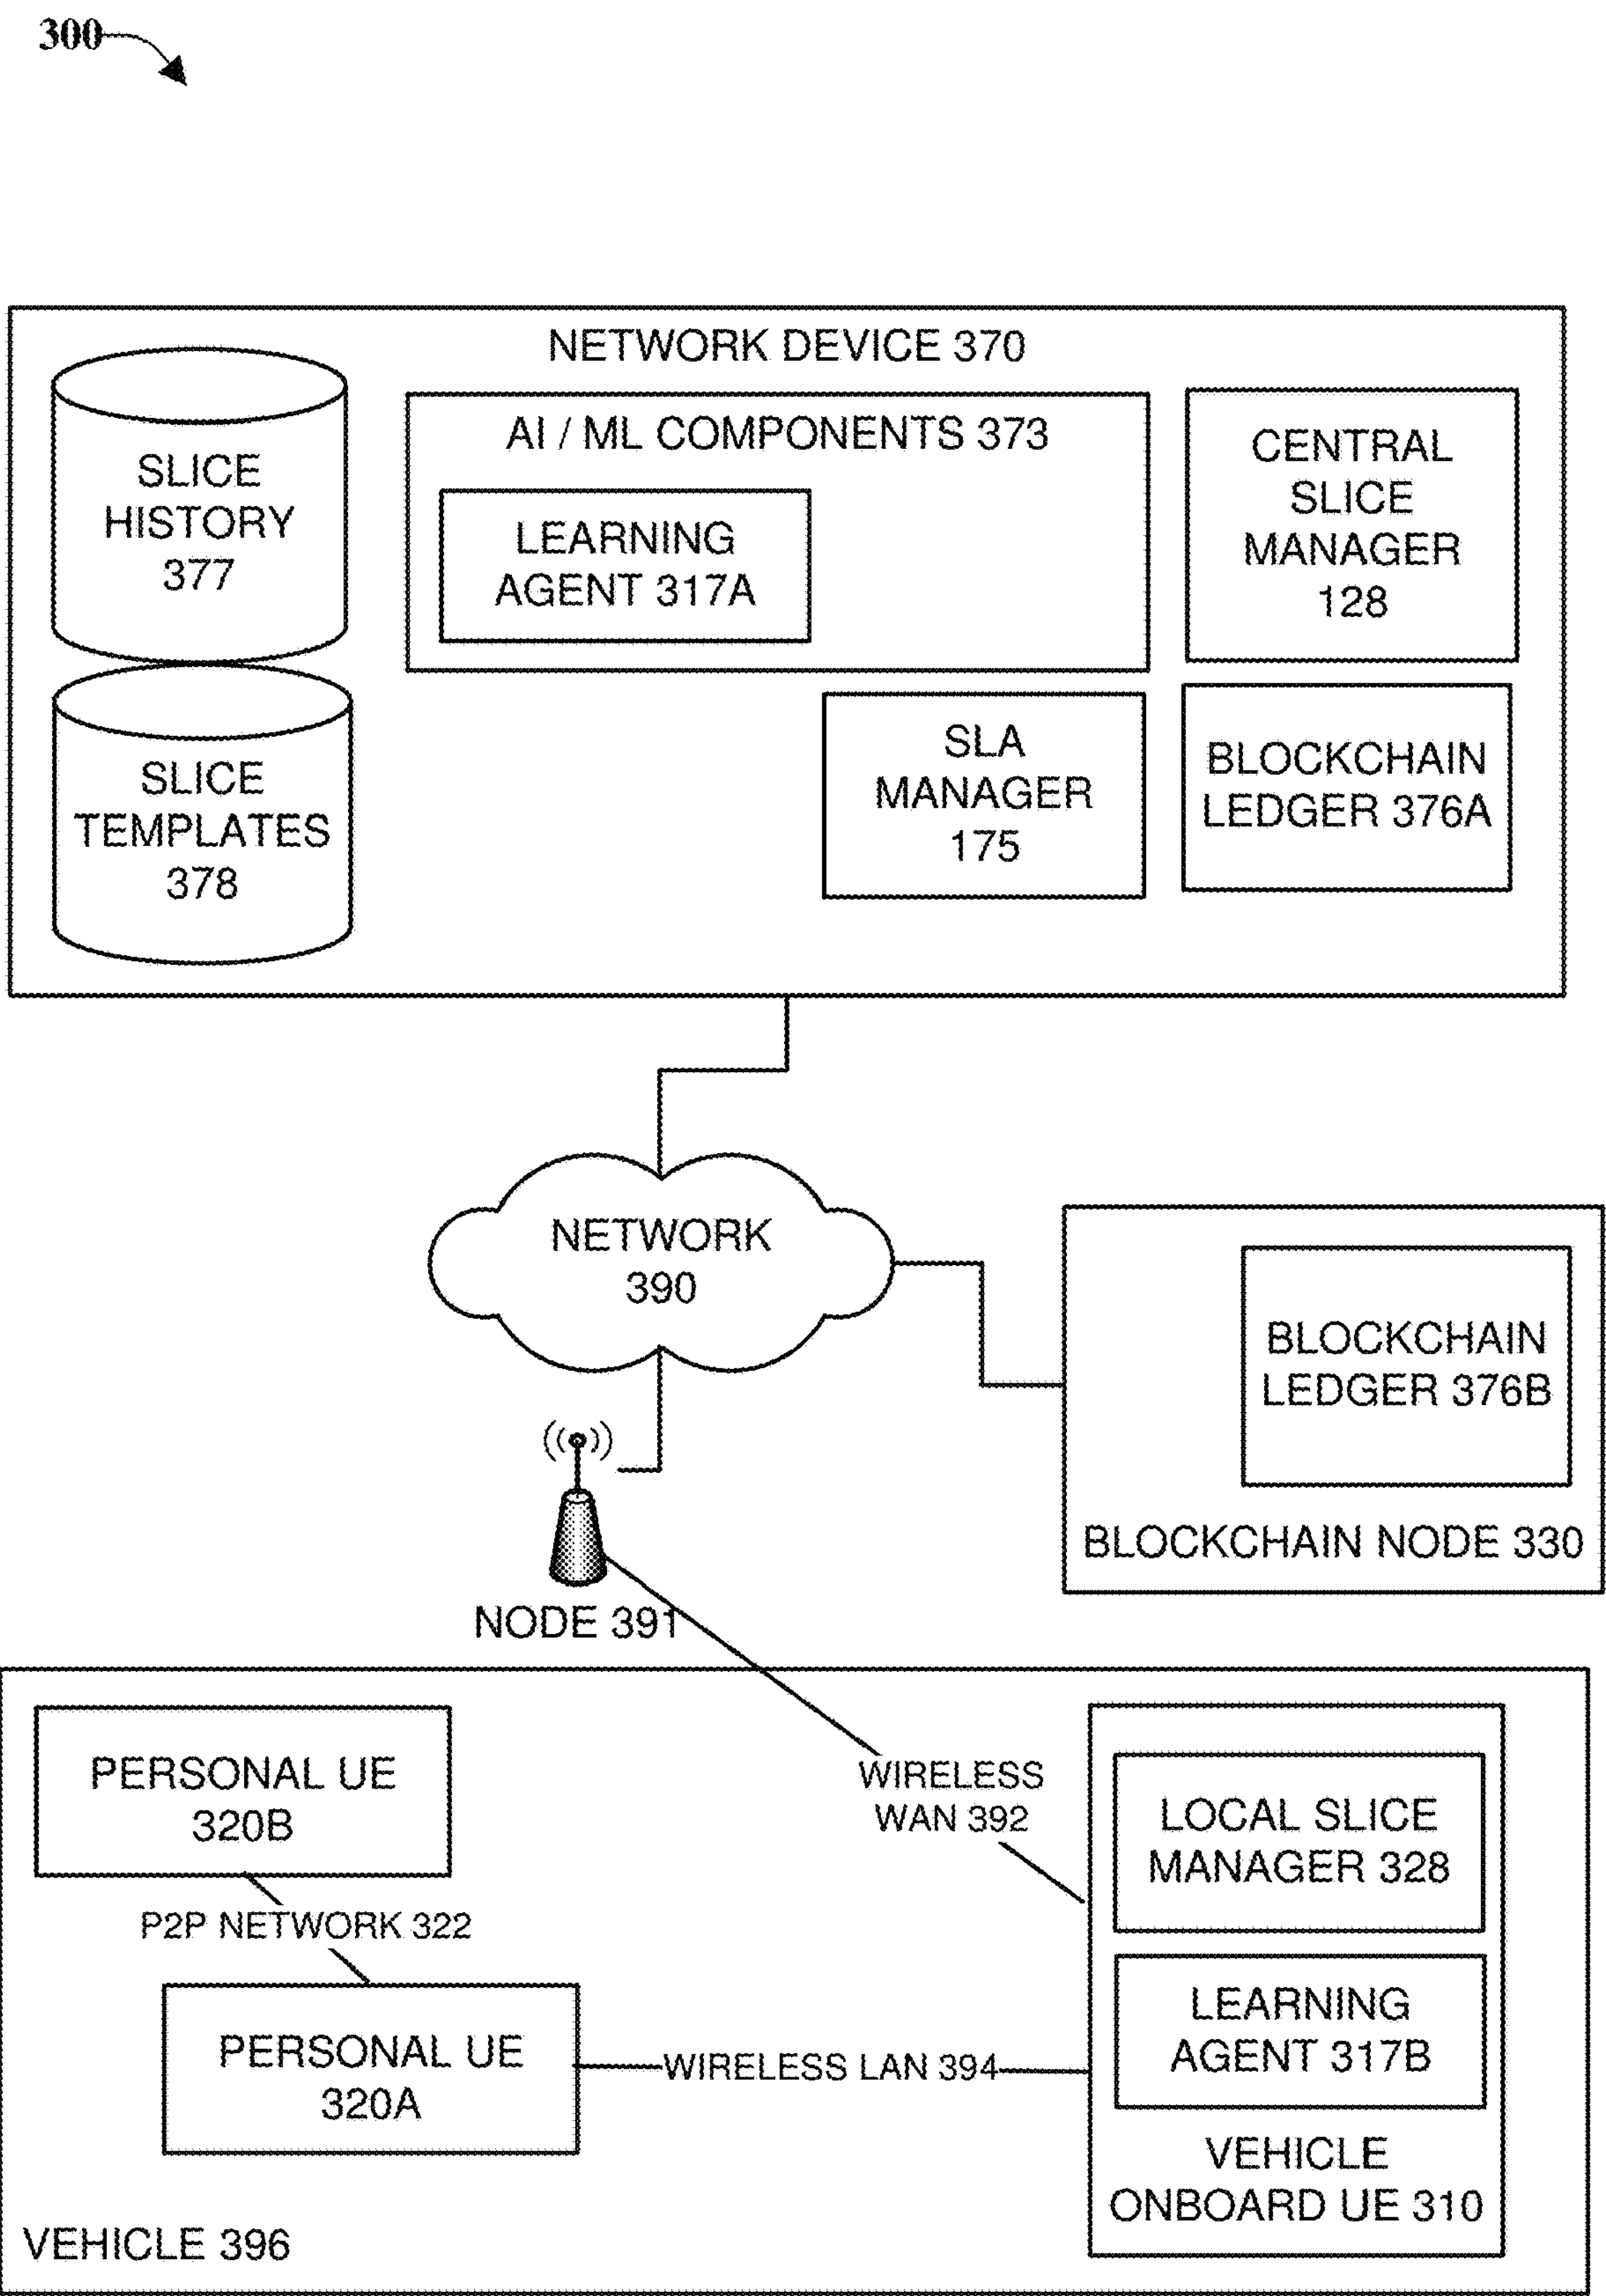 300
NETWORK DEVICE 370
SLICE
HISTORY
377
AI / ML COMPONENTS 373
LEARNING
AGENT 317A
CENTRAL
SLICE
MANAGER
128
SLICE
TEMPLATES
378
SLA
MANAGER
175
BLOCKCHAIN
LEDGER 376A
NETWORK
390
BLOCKCHAIN
LEDGER 376B
BLOCKCHAIN NODE 330
NODE 391
PERSONAL UE
320B
WIRELESS
WAN 392
LOCAL SLICE
MANAGER 328
P2P NETWORK 322
PERSONAL UE
320A
WIRELESS LAN 394
LEARNING
AGENT 317B
VEHICLE
ONBOARD UE 310
VEHICLE 396